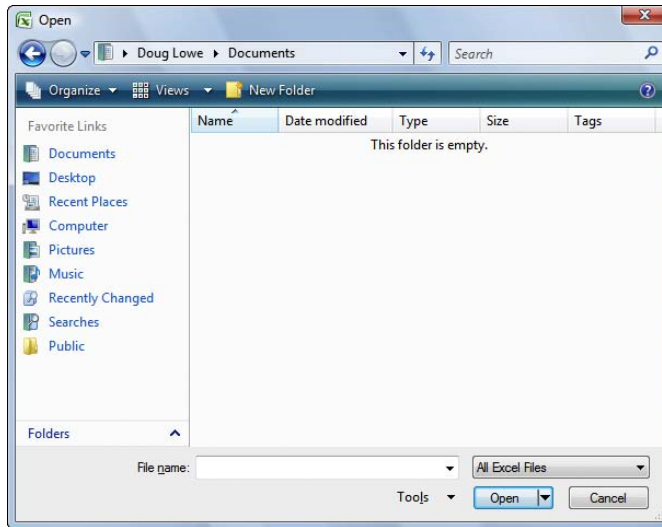 Open
Doug Lowe Documents Search
Organize Views New Folder
Favorite Links
Documents
Desktop
Recent Places
Computer
Pictures
Music
Recently Changed
Searches
Public
Folders
Name Date modified Type Size Tags
This folder is empty.
File name: All Excel Files
Tools Open Cancel